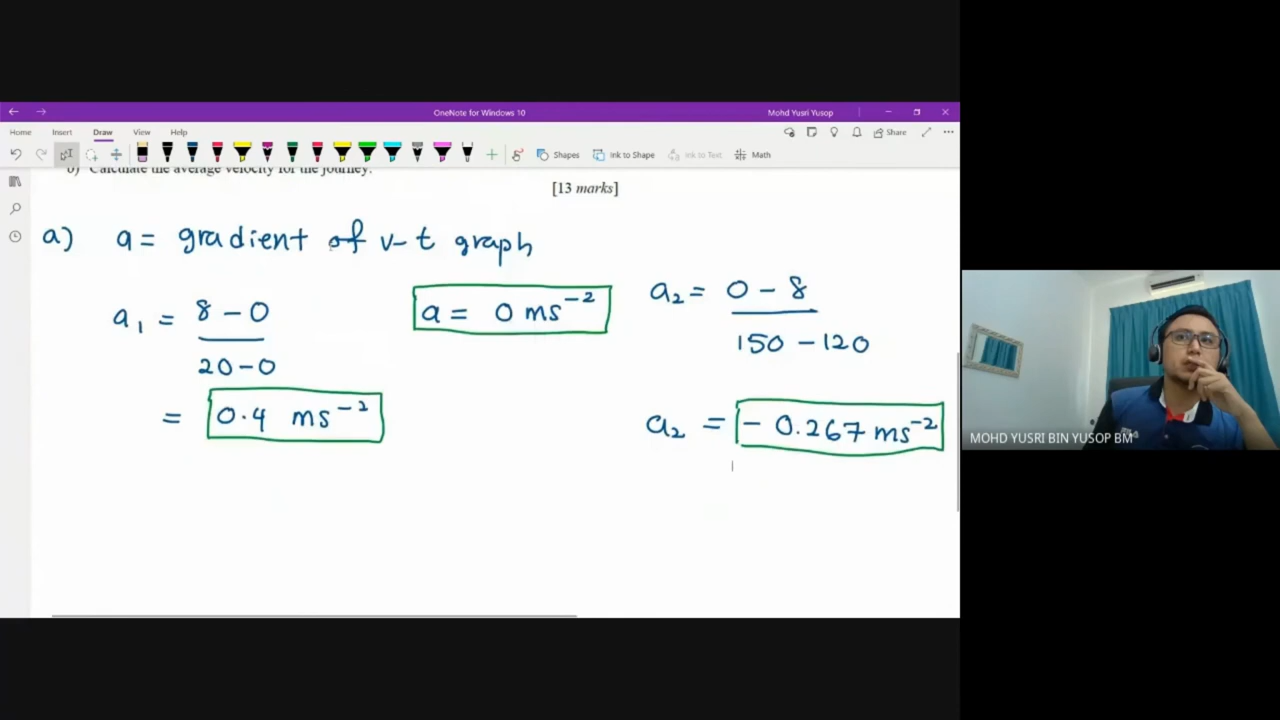 OneNote for Windows 10
Mohd Yusri Yusop
Home Insert Draw View Help
Share
Shapes Ink to Shape Ink to Text Math
b) Calculate the average velocity for the journey.
[13 marks]
a) a = gradient of v-t graph
a₁ = 8 - 0
20 - 0
= 0.4 ms⁻²
a = 0 ms⁻²
a₂ = 0 - 8
150 - 120
a₂ = - 0.267 ms⁻²
MOHD YUSRI BIN YUSOP BM